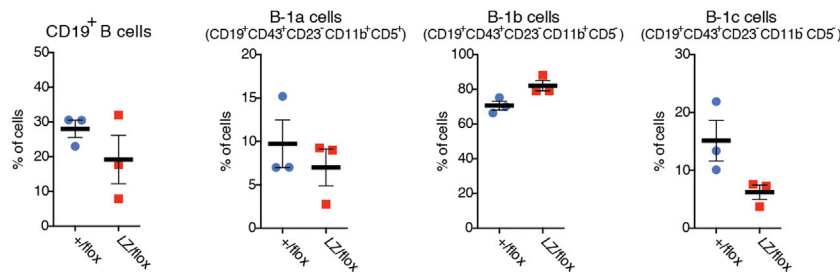 CD19⁺ B cells
% of cells
50
40
30
20
10
0
+/flox
LZ/flox
B-1a cells
(CD19⁺CD43⁺CD23⁻CD11b⁺CD5⁺)
% of cells
20
15
10
5
0
+/flox
LZ/flox
B-1b cells
(CD19⁺CD43⁺CD23⁻CD11b⁺CD5⁻)
% of cells
100
80
60
40
20
0
+/flox
LZ/flox
B-1c cells
(CD19⁺CD43⁺CD23⁻CD11b⁻CD5⁻)
% of cells
30
20
10
0
+/flox
LZ/flox